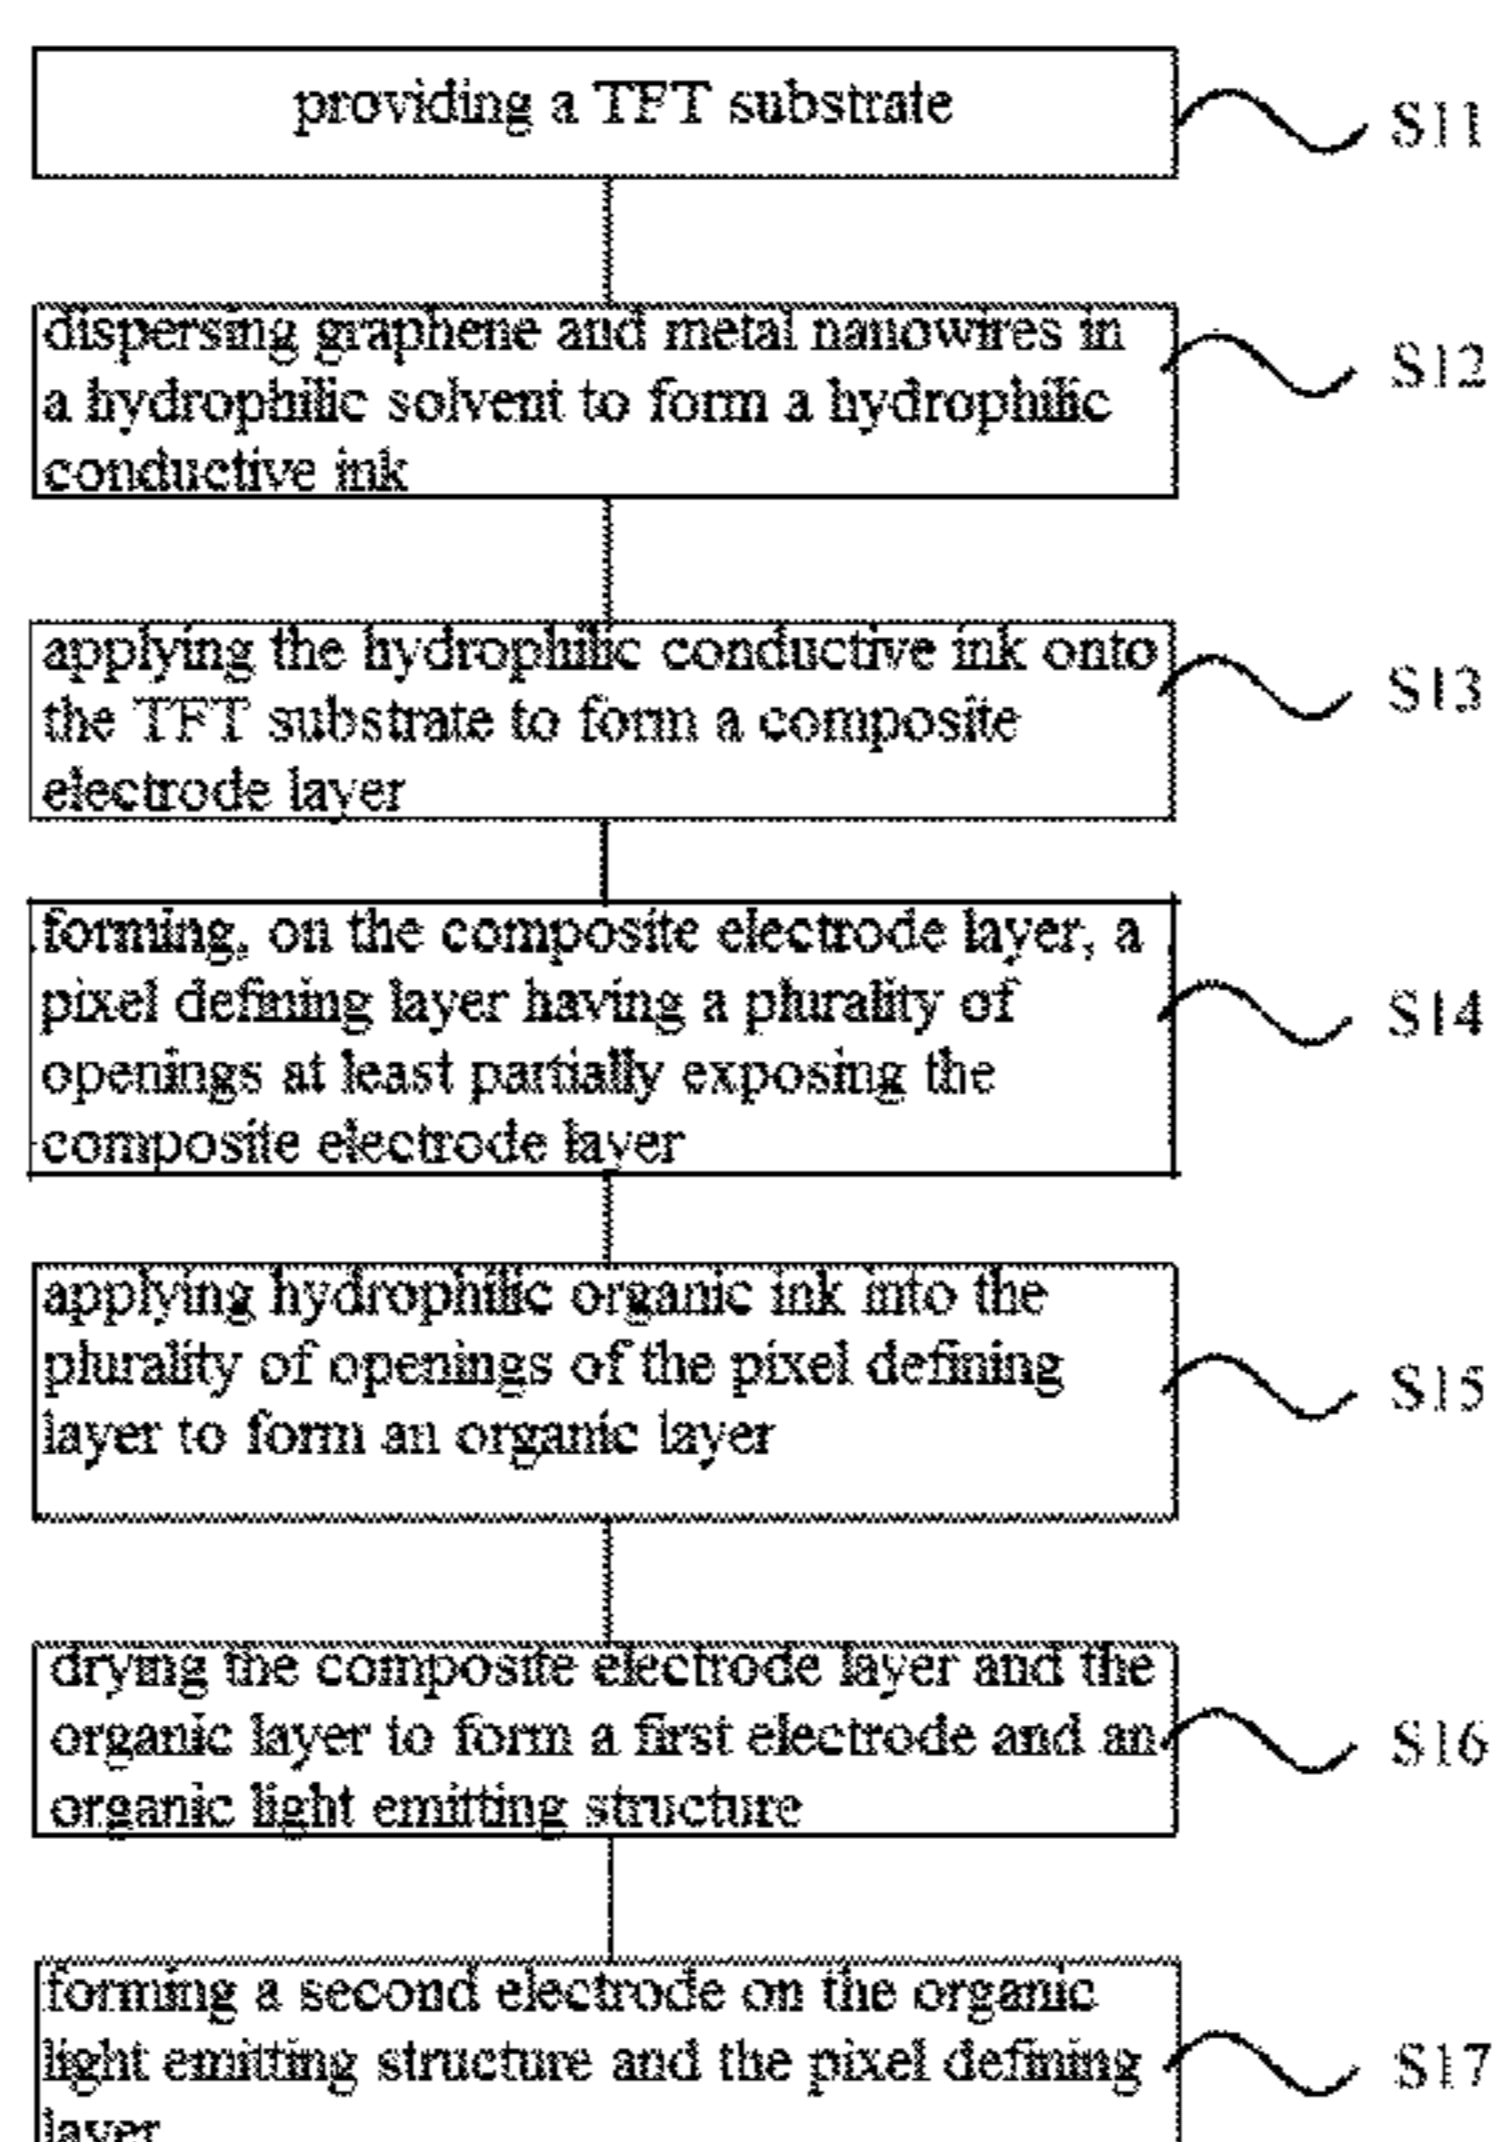 providing a TFT substrate
S11
dispersing graphene and metal nanowires in
a hydrophilic solvent to form a hydrophilic
conductive ink
S12
applying the hydrophilic conductive ink onto
the TFT substrate to form a composite
electrode layer
S13
forming, on the composite electrode layer, a
pixel defining layer having a plurality of
openings at least partially exposing the
composite electrode layer
S14
applying hydrophilic organic ink into the
plurality of openings of the pixel defining
layer to form an organic layer
S15
drying the composite electrode layer and the
organic layer to form a first electrode and an
organic light emitting structure
S16
forming a second electrode on the organic
light emitting structure and the pixel defining
layer
S17